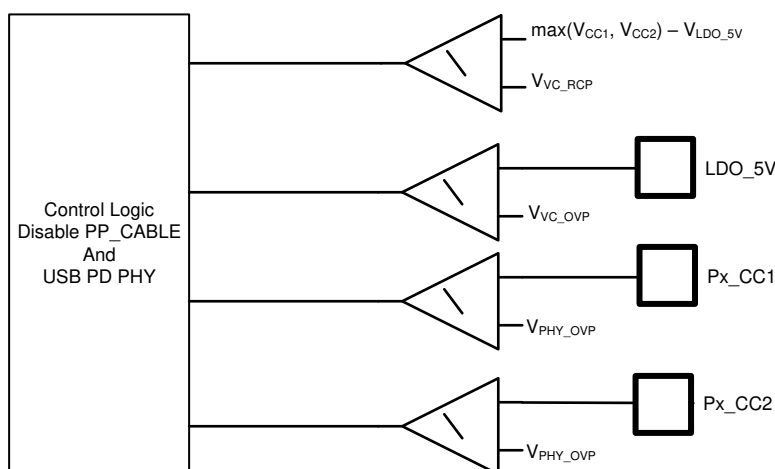 max(VCC1, VCC2) – VLDO_5V
VVC_RCP
LDO_5V
VVC_OVP
Control Logic
Disable PP_CABLE
And
USB PD PHY
Px_CC1
VPHY_OVP
Px_CC2
VPHY_OVP